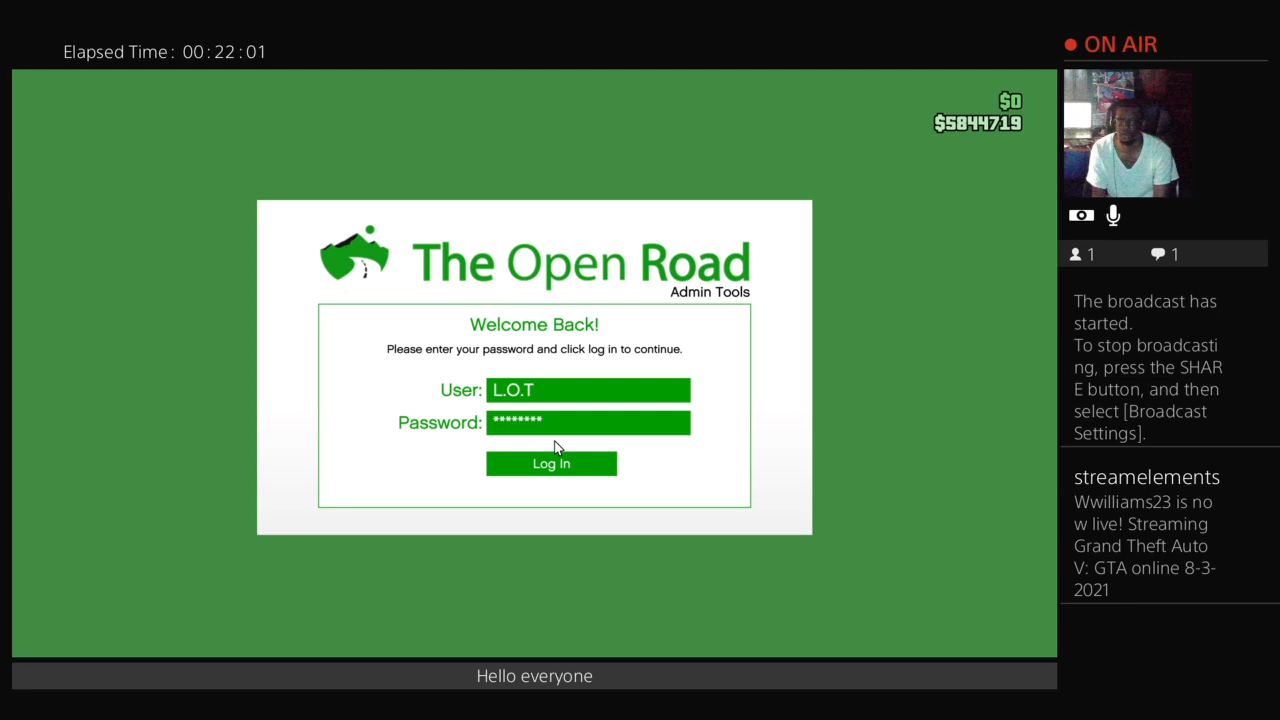 Elapsed Time: 00:22:01
ON AIR
$0
$5844719
The Open Road
Admin Tools
Welcome Back!
Please enter your password and click log in to continue.
User: L.O.T
Password: ********
Log In
1 1
The broadcast has
started.
To stop broadcasti
ng, press the SHAR
E button, and then
select [Broadcast
Settings].
streamelements
Wwilliams23 is no
w live! Streaming
Grand Theft Auto
V: GTA online 8-3-
2021
Hello everyone